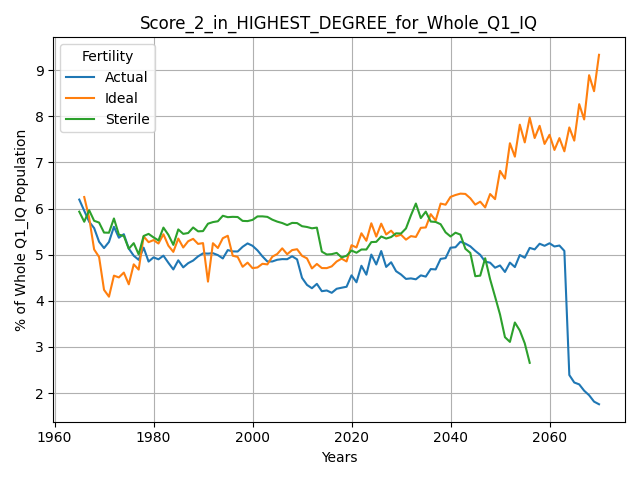 Score_2_in_HIGHEST_DEGREE_for_Whole_Q1_IQ
Fertility
Actual
Ideal
Sterile
% of Whole Q1_IQ Population
9
8
7
6
5
4
3
2
1960
1980
2000
2020
2040
2060
Years